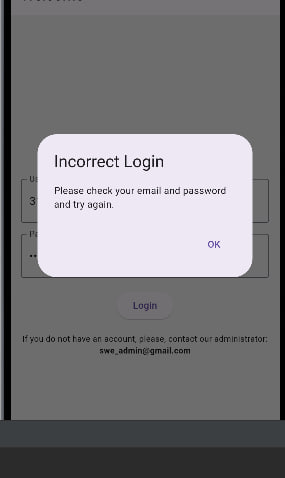 Incorrect Login
Please check your email and password
and try again.
OK
Login
If you do not have an account, please, contact our administrator:
swe_admin@gmail.com